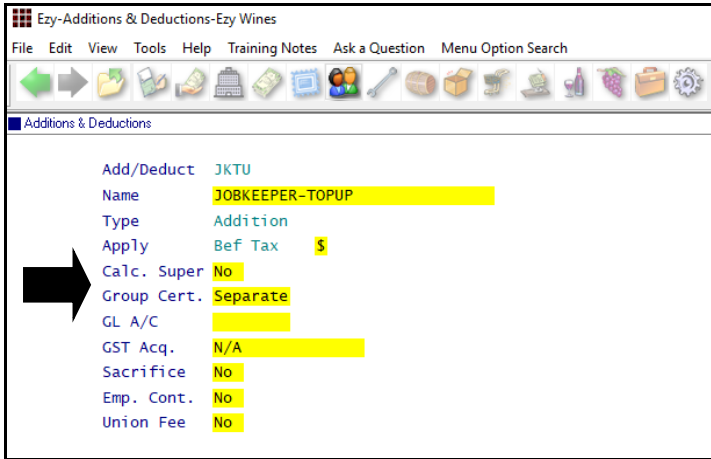 Ezy-Additions & Deductions-Ezy Wines
File Edit View Tools Help Training Notes Ask a Question Menu Option Search
Additions & Deductions
Add/Deduct JKTU
Name JOBKEEPER-TOPUP
Type Addition
Apply Bef Tax $
Calc. Super No
Group Cert. Separate
GL A/C
GST Acq. N/A
Sacrifice No
Emp. Cont. No
Union Fee No